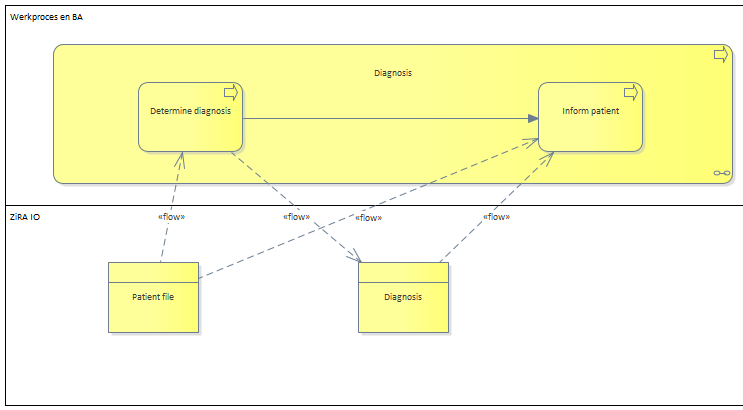 Werkproces en BA
Diagnosis
Determine diagnosis
Inform patient
ZiRA IO
«flow»
«flow»
«flow»
«flow»
Patient file
Diagnosis